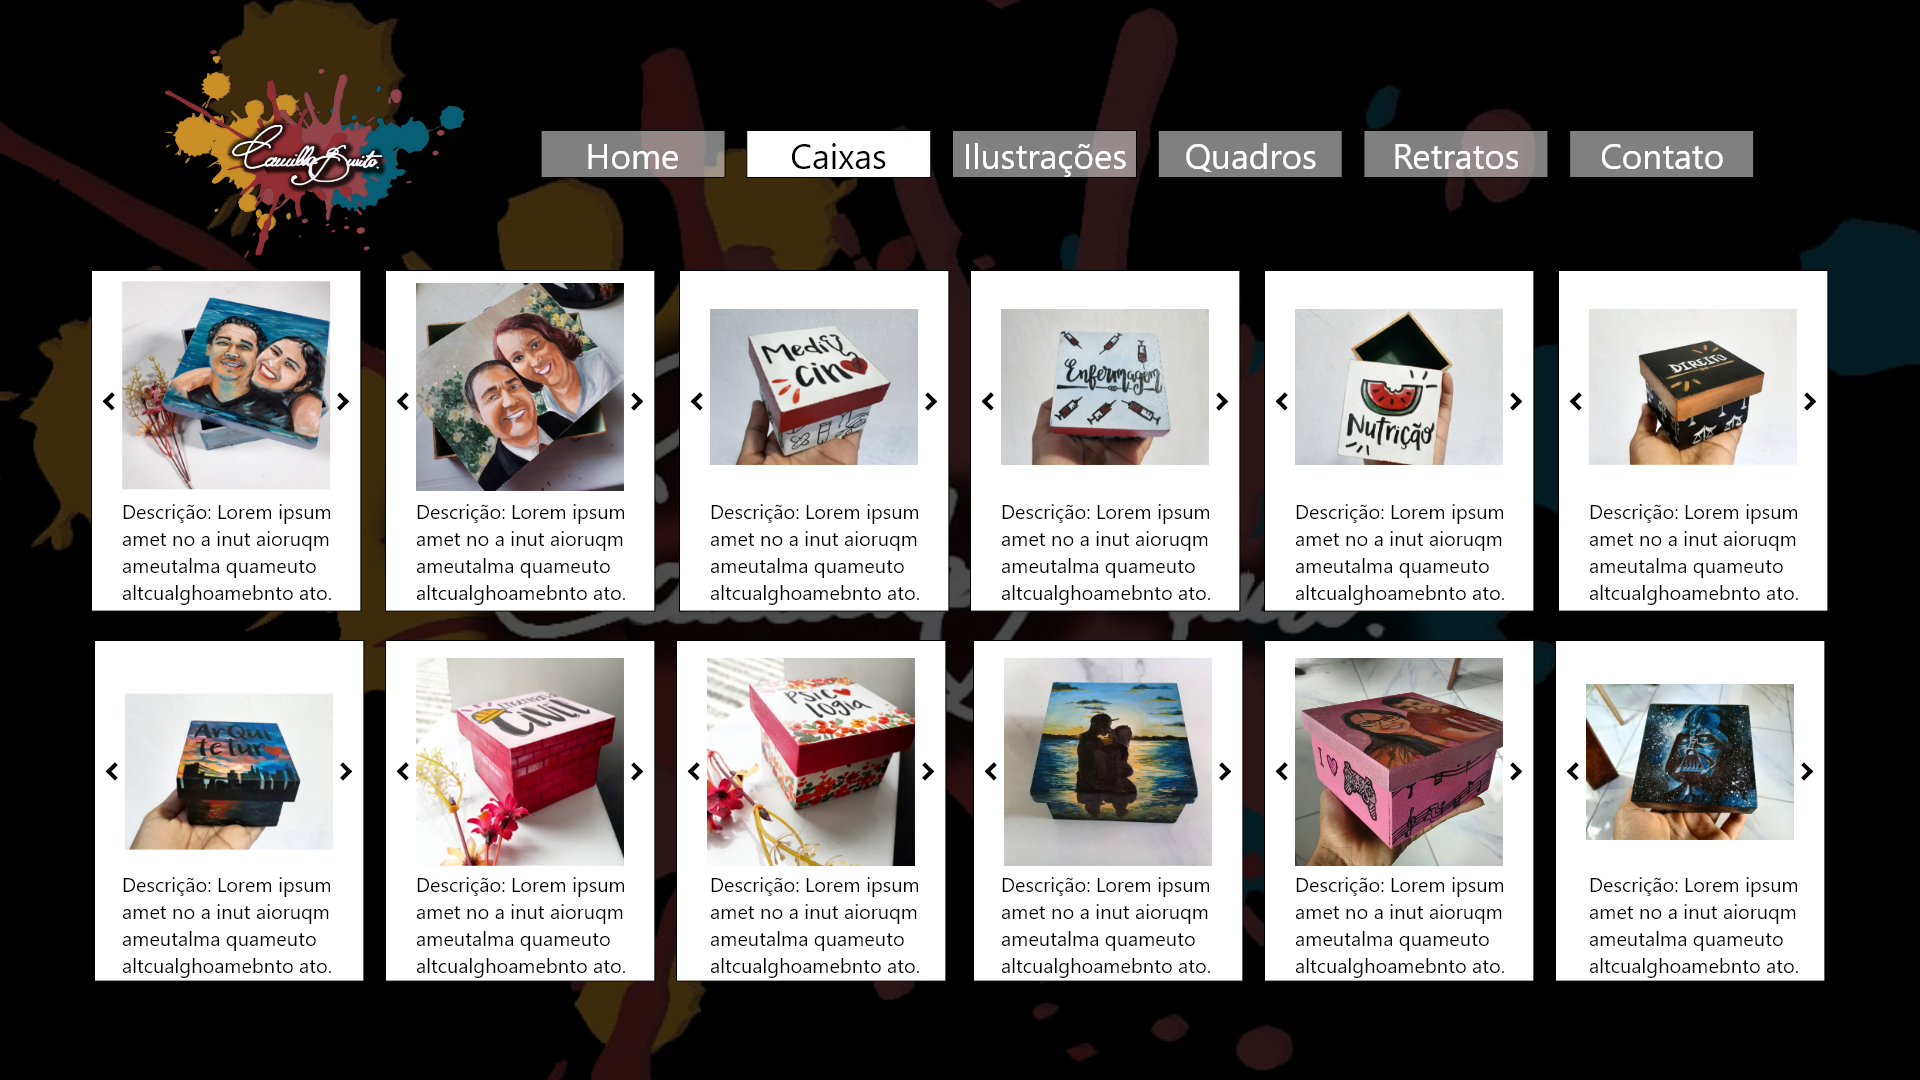 Camilla Brito.
Home
Caixas
Ilustrações
Quadros
Retratos
Contato
Medi
cin
Enfermagem
Nutrição
DIREITO
Descrição: Lorem ipsum
amet no a inut aioruqm
ameutalma quameuto
altcualghoamebnto ato.
Descrição: Lorem ipsum
amet no a inut aioruqm
ameutalma quameuto
altcualghoamebnto ato.
Descrição: Lorem ipsum
amet no a inut aioruqm
ameutalma quameuto
altcualghoamebnto ato.
Descrição: Lorem ipsum
amet no a inut aioruqm
ameutalma quameuto
altcualghoamebnto ato.
Descrição: Lorem ipsum
amet no a inut aioruqm
ameutalma quameuto
altcualghoamebnto ato.
Descrição: Lorem ipsum
amet no a inut aioruqm
ameutalma quameuto
altcualghoamebnto ato.
ArQui
tetur
Civil
PSIC
logia
I
Descrição: Lorem ipsum
amet no a inut aioruqm
ameutalma quameuto
altcualghoamebnto ato.
Descrição: Lorem ipsum
amet no a inut aioruqm
ameutalma quameuto
altcualghoamebnto ato.
Descrição: Lorem ipsum
amet no a inut aioruqm
ameutalma quameuto
altcualghoamebnto ato.
Descrição: Lorem ipsum
amet no a inut aioruqm
ameutalma quameuto
altcualghoamebnto ato.
Descrição: Lorem ipsum
amet no a inut aioruqm
ameutalma quameuto
altcualghoamebnto ato.
Descrição: Lorem ipsum
amet no a inut aioruqm
ameutalma quameuto
altcualghoamebnto ato.